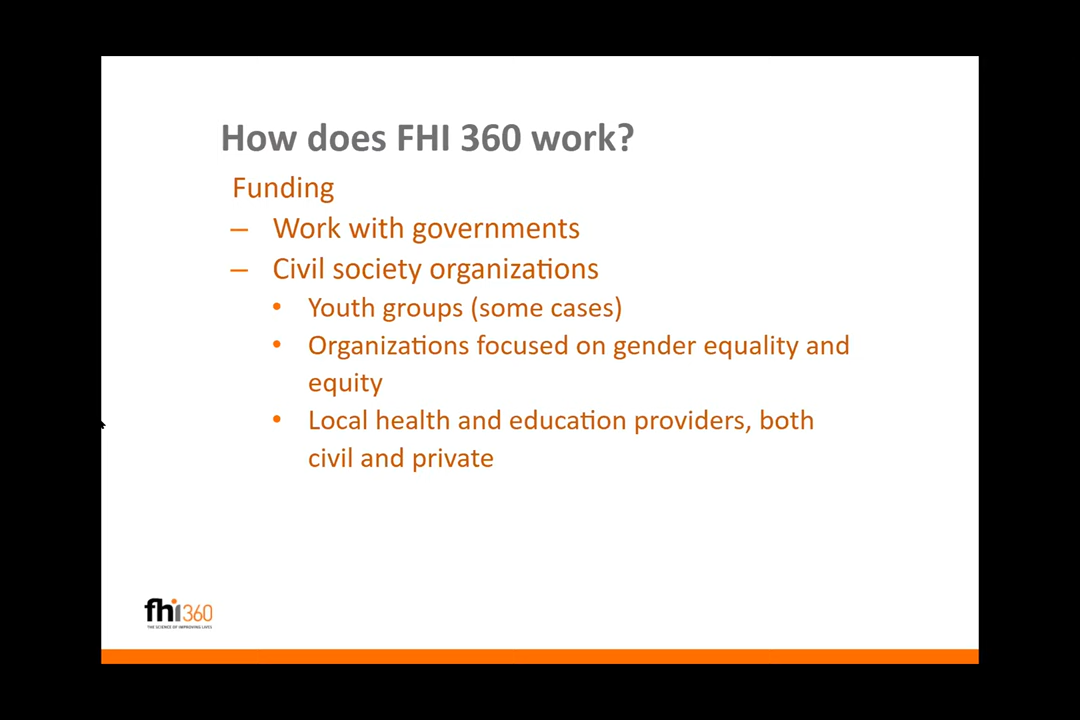 How does FHI 360 work?
Funding
– Work with governments
– Civil society organizations
• Youth groups (some cases)
• Organizations focused on gender equality and
equity
• Local health and education providers, both
civil and private
fhi360
THE SCIENCE OF IMPROVING LIVES